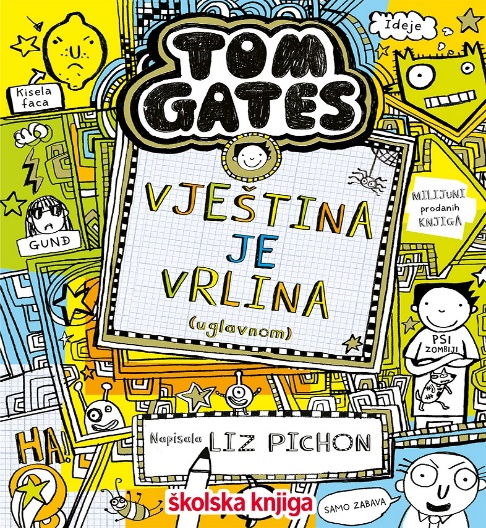 Ideje
TOM
GATES
Kisela
faca
VJEŠTINA
JE
VRLINA
(uglavnom)
MILIJUNI
prodanih
KNJIGA
GUND
PSI
ZOMBIJI
HA!
Napisala LIZ PICHON
SAMO ZABAVA
školska knjiga